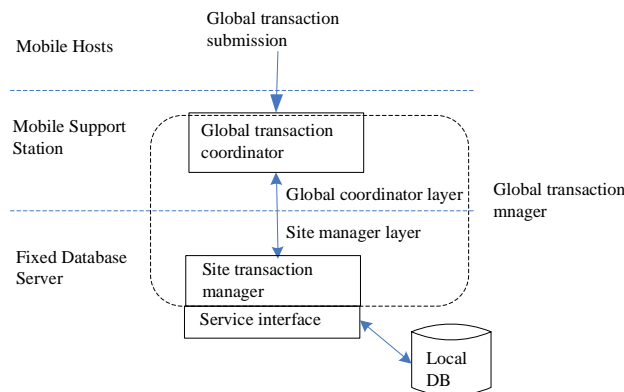 Global transaction
submission
Mobile Hosts
Mobile Support
Station
Global transaction
coordinator
Global coordinator layer
Global transaction
mnager
Site manager layer
Fixed Database
Server
Site transaction
manager
Service interface
Local
DB